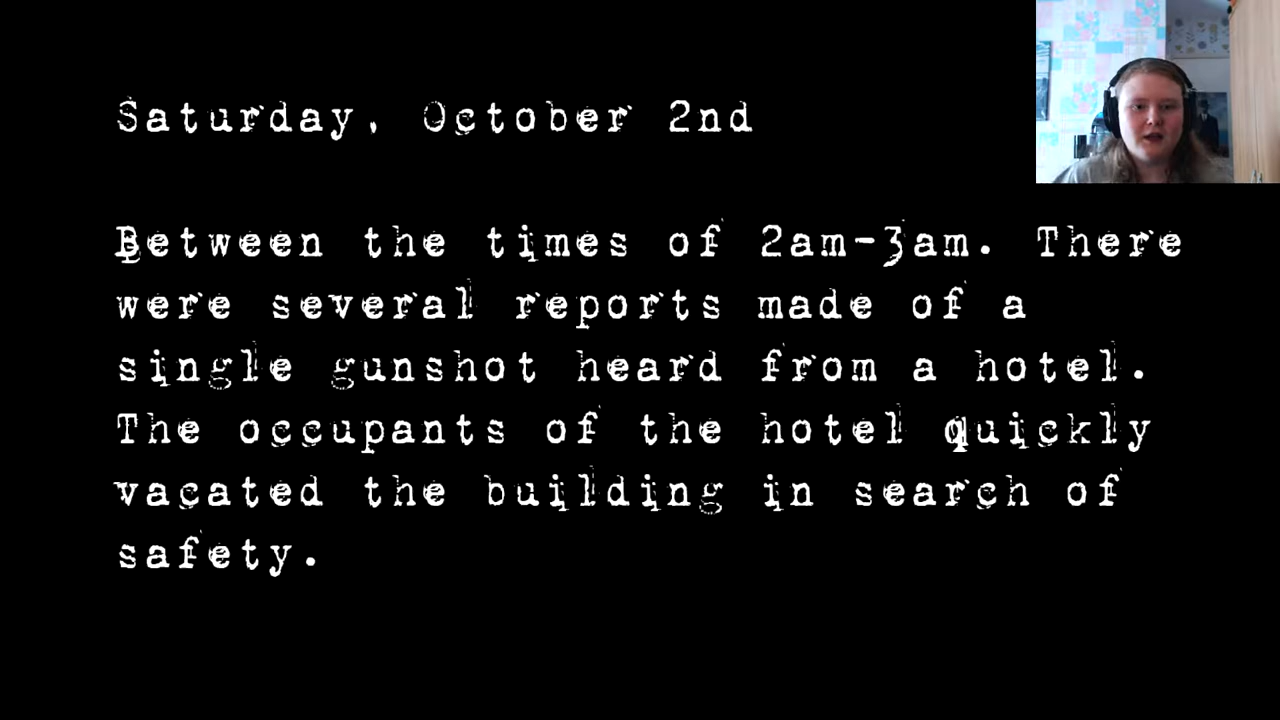 Saturday, October 2nd
Between the times of 2am-3am. There
were several reports made of a
single gunshot heard from a hotel.
The occupants of the hotel quickly
vacated the building in search of
safety.